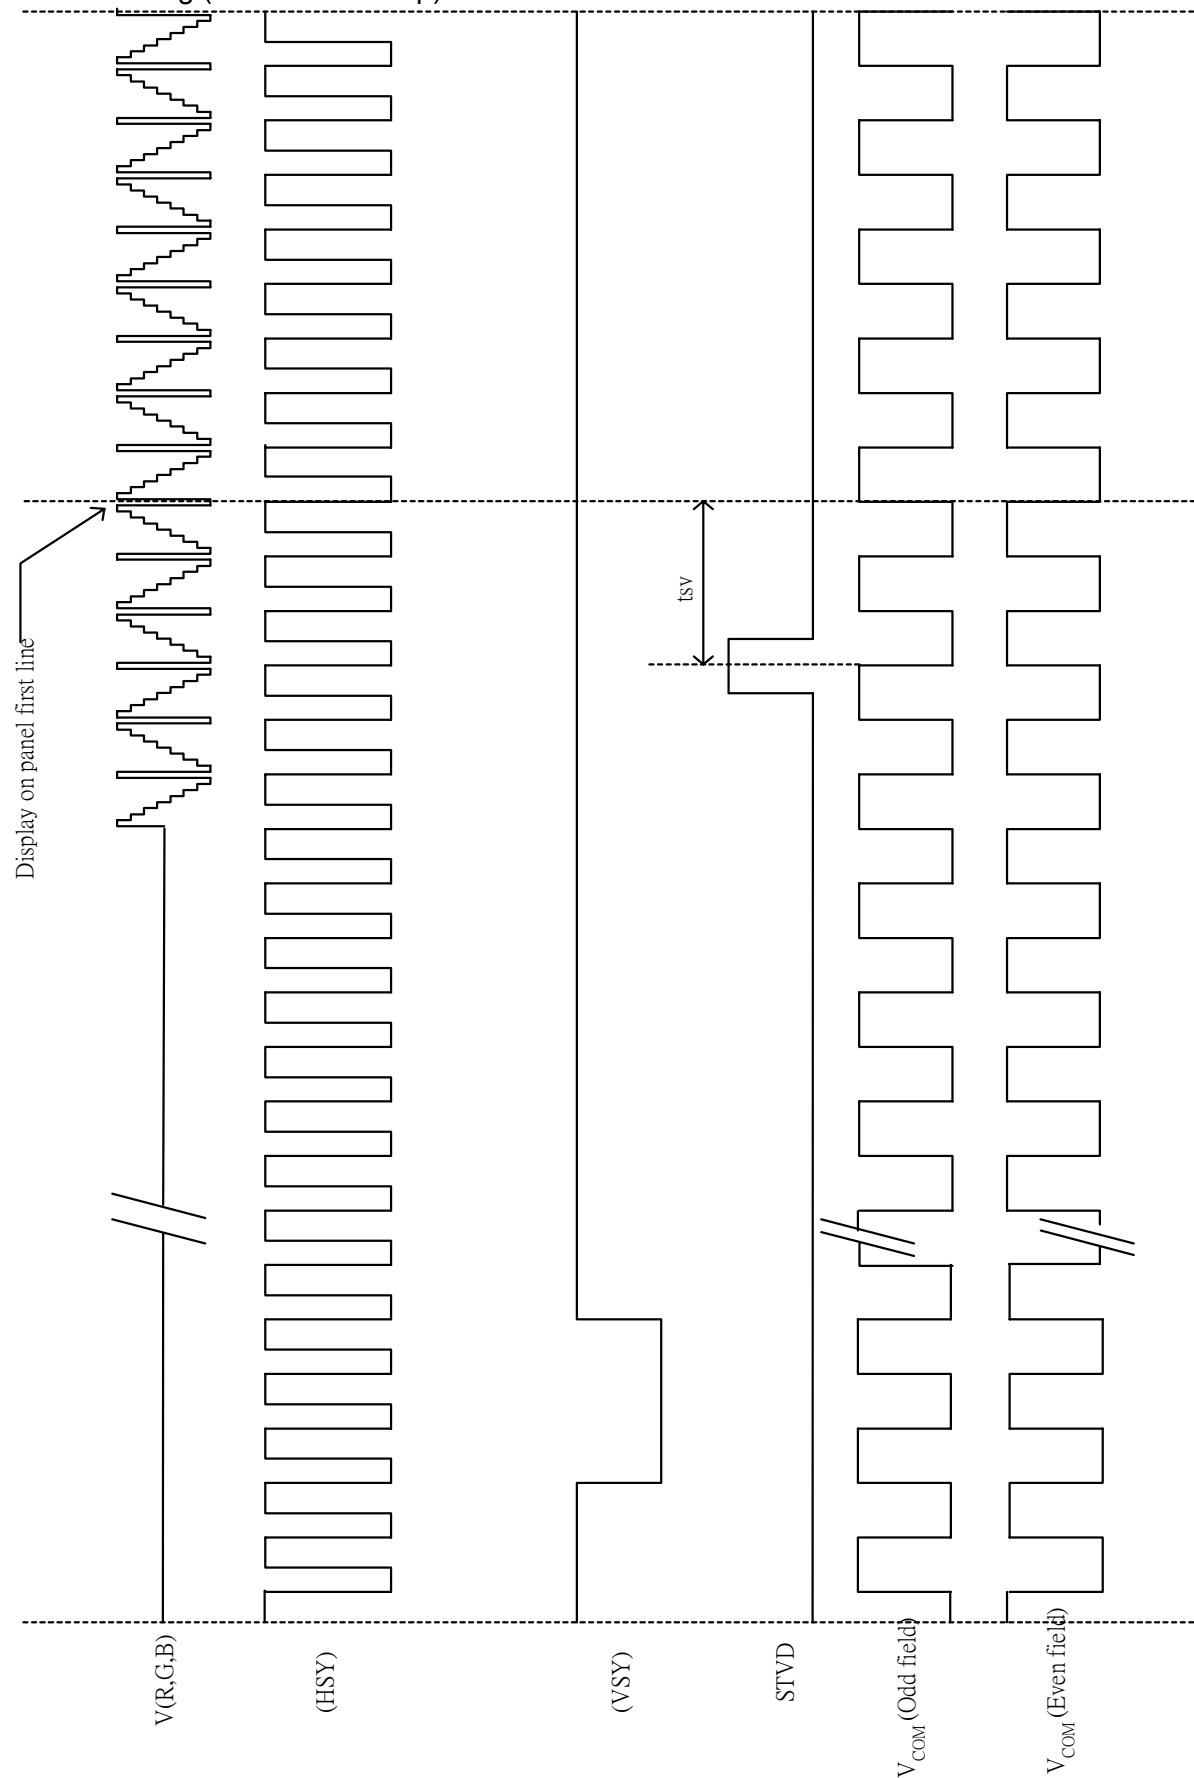 Display on panel first line
tsv
V(R,G,B)
(HSY)
(VSY)
STVD
VCOM (Odd field)
VCOM (Even field)